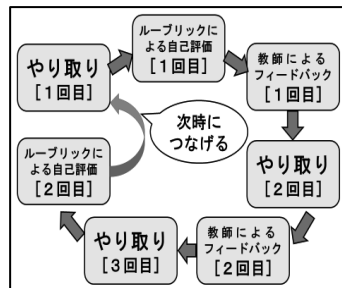 やり取り
[1回目]
ルーブリックに
よる自己評価
[1回目]
教師による
フィードバック
[1回目]
やり取り
[2回目]
教師による
フィードバック
[2回目]
やり取り
[3回目]
ルーブリックに
よる自己評価
[2回目]
次時に
つなげる